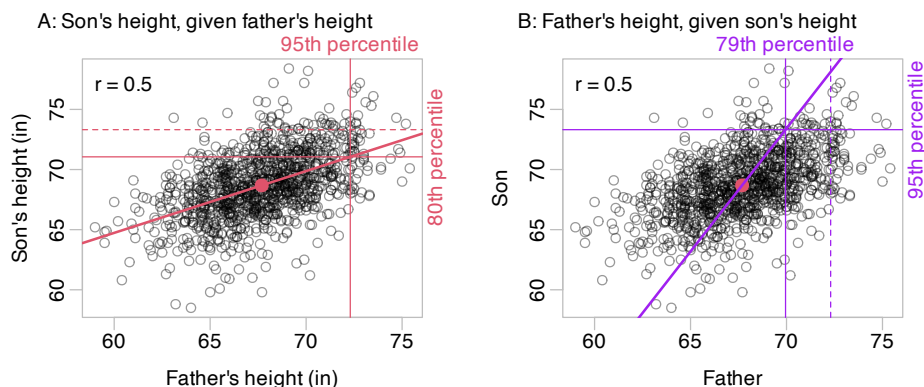 A: Son's height, given father's height
95th percentile
r = 0.5
80th percentile
Son's height (in)
75
70
65
60
60 65 70 75
Father's height (in)
B: Father's height, given son's height
79th percentile
r = 0.5
95th percentile
Son
75
70
65
60
60 65 70 75
Father